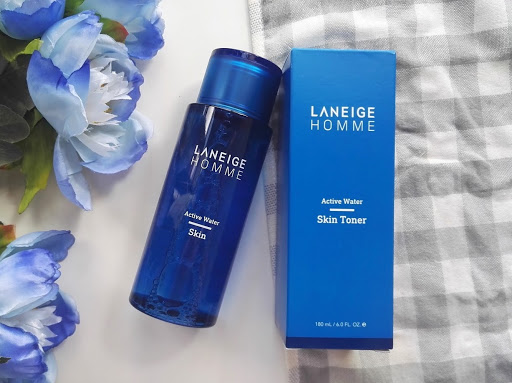 LANEIGE
HOMME
Active Water
Skin
LANEIGE
HOMME
Active Water
Skin Toner
180 mL / 6.0 FL. OZ. ℮